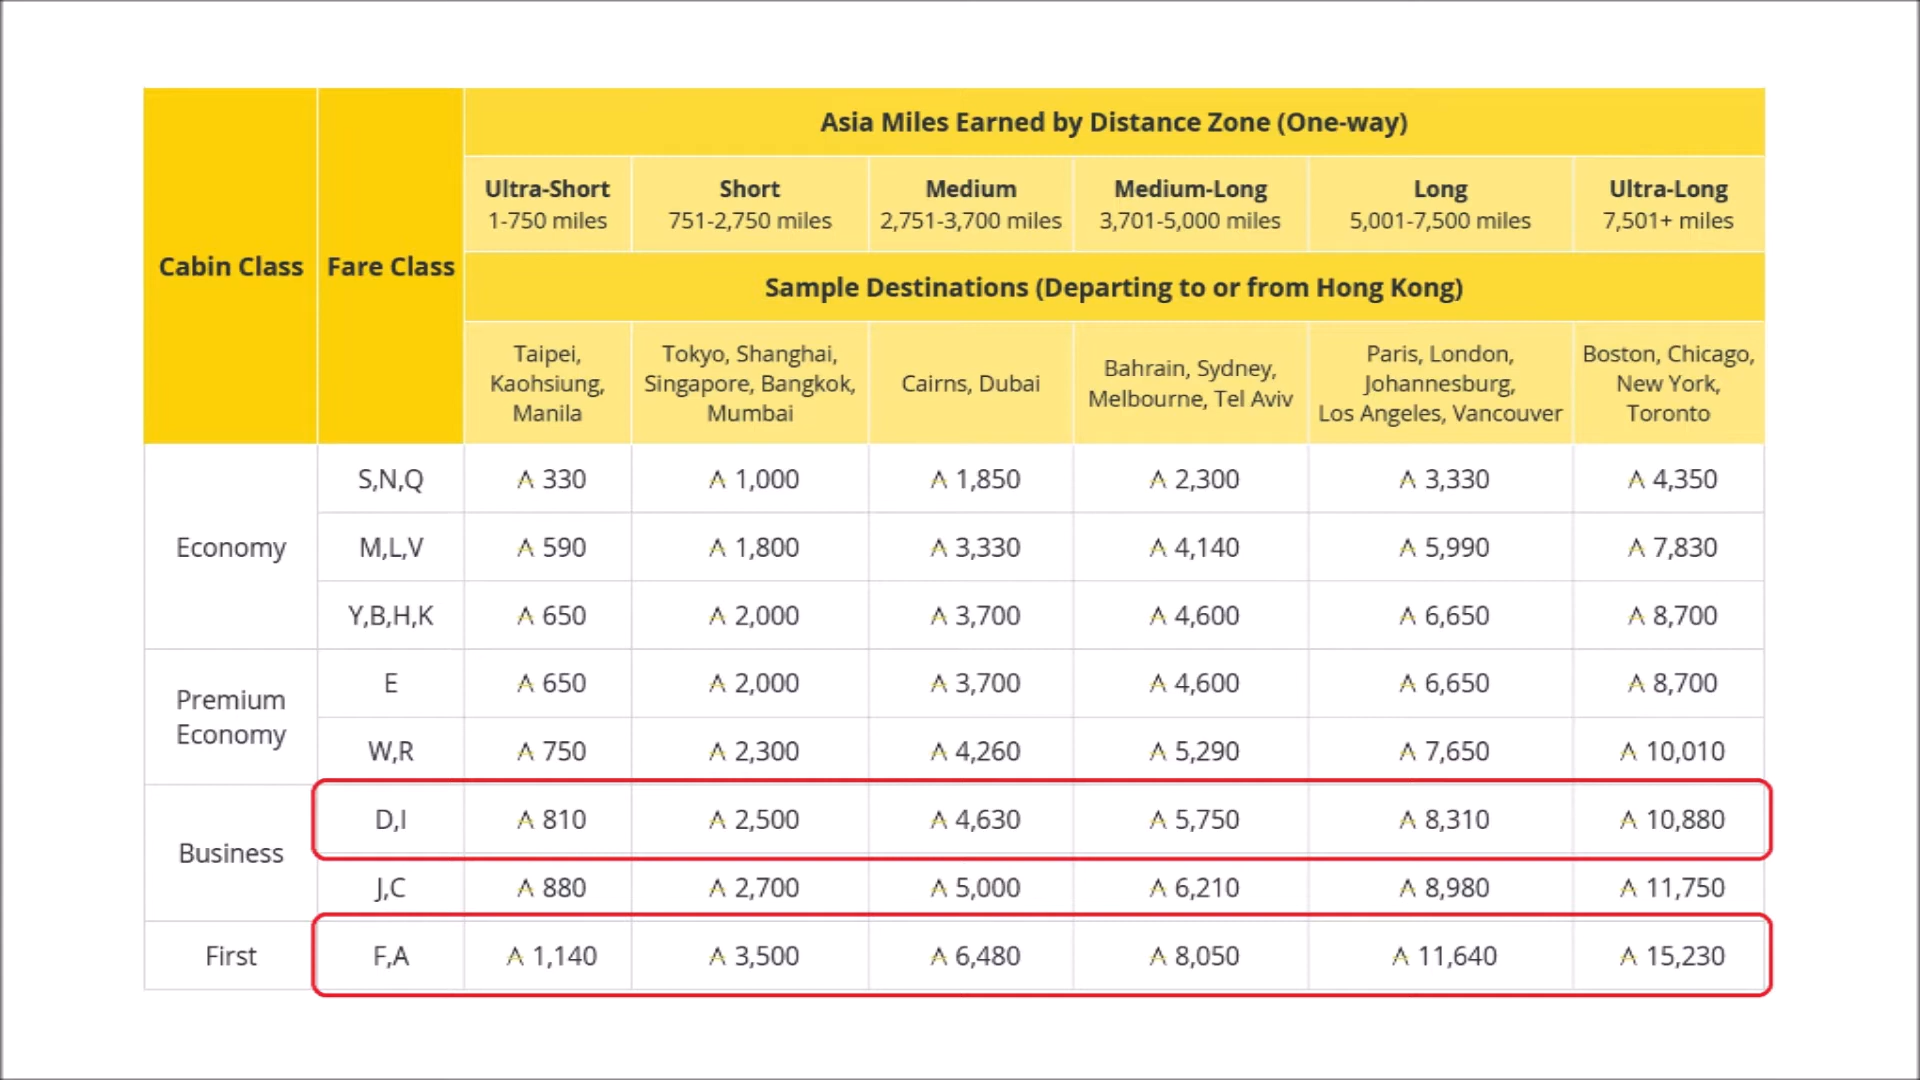 Asia Miles Earned by Distance Zone (One-way)
Ultra-Short Short Medium Medium-Long Long Ultra-Long
1-750 miles 751-2,750 miles 2,751-3,700 miles 3,701-5,000 miles 5,001-7,500 miles 7,501+ miles
Cabin Class Fare Class
Sample Destinations (Departing to or from Hong Kong)
Taipei,
Kaohsiung,
Manila
Tokyo, Shanghai,
Singapore, Bangkok,
Mumbai
Cairns, Dubai
Bahrain, Sydney,
Melbourne, Tel Aviv
Paris, London,
Johannesburg,
Los Angeles, Vancouver
Boston, Chicago,
New York,
Toronto
Economy
S,N,Q 330 1,000 1,850 2,300 3,330 4,350
M,L,V 590 1,800 3,330 4,140 5,990 7,830
Y,B,H,K 650 2,000 3,700 4,600 6,650 8,700
Premium
Economy
E 650 2,000 3,700 4,600 6,650 8,700
W,R 750 2,300 4,260 5,290 7,650 10,010
Business
D,I 810 2,500 4,630 5,750 8,310 10,880
J,C 880 2,700 5,000 6,210 8,980 11,750
First
F,A 1,140 3,500 6,480 8,050 11,640 15,230